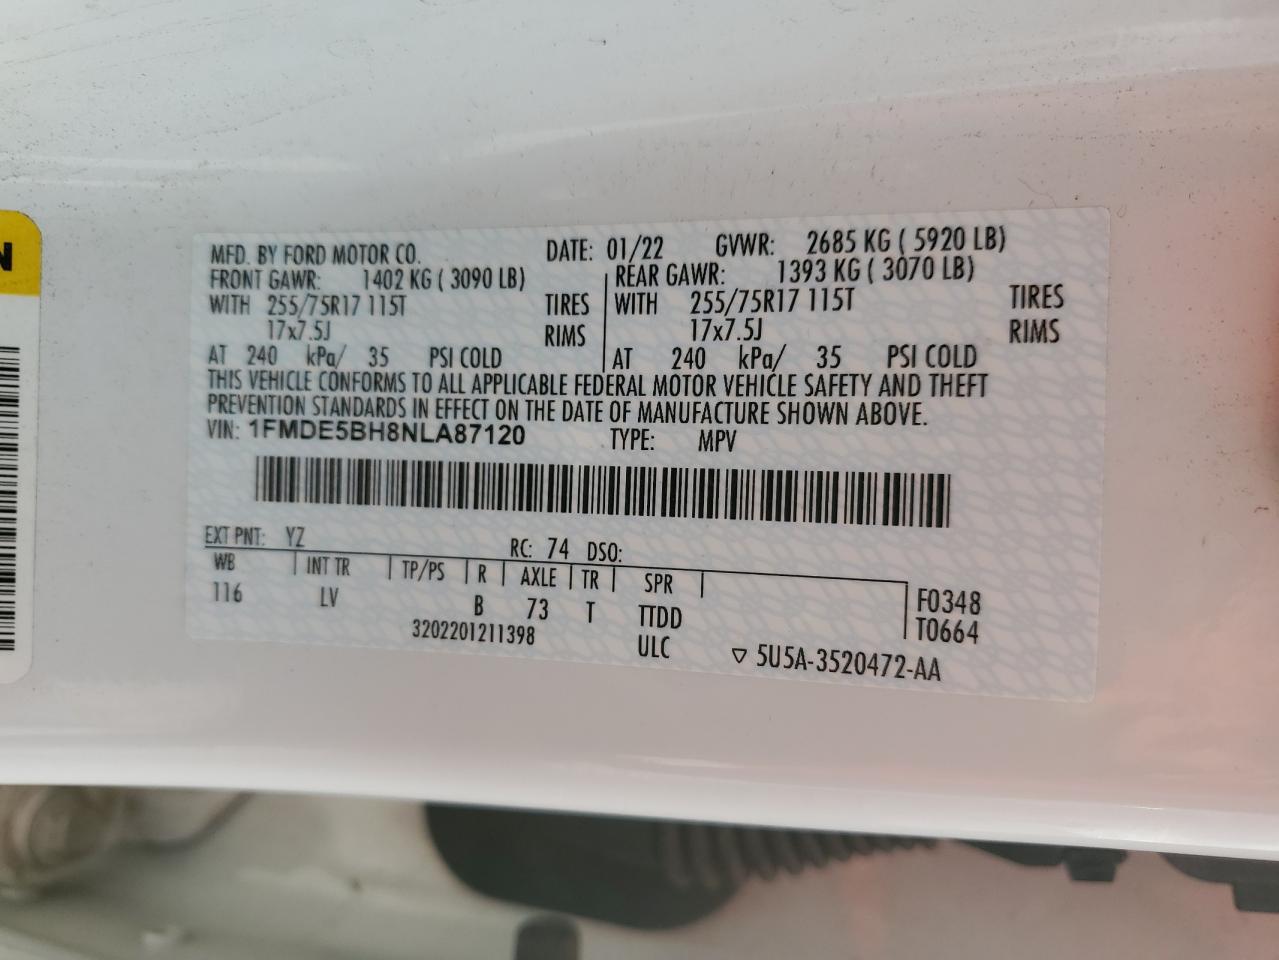 N
MFD. BY FORD MOTOR CO. DATE: 01/22 GVWR: 2685 KG ( 5920 LB)
FRONT GAWR: 1402 KG ( 3090 LB) REAR GAWR: 1393 KG ( 3070 LB)
WITH 255/75R17 115T TIRES WITH 255/75R17 115T TIRES
17x7.5J RIMS 17x7.5J RIMS
AT 240 kPa/ 35 PSI COLD AT 240 kPa/ 35 PSI COLD
THIS VEHICLE CONFORMS TO ALL APPLICABLE FEDERAL MOTOR VEHICLE SAFETY AND THEFT
PREVENTION STANDARDS IN EFFECT ON THE DATE OF MANUFACTURE SHOWN ABOVE.
VIN: 1FMDE5BH8NLA87120 TYPE: MPV
EXT PNT: YZ RC: 74 DSO:
WB INT TR TP/PS R AXLE TR SPR
116 LV B 73 T TTDD F0348
3202201211398 ULC T0664
5U5A-3520472-AA